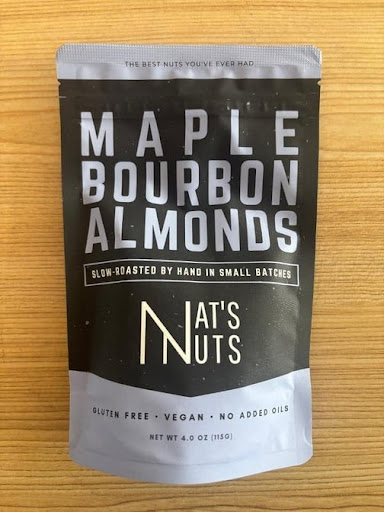 THE BEST NUTS YOU'VE EVER HAD
MAPLE
BOURBON
ALMONDS
SLOW-ROASTED BY HAND IN SMALL BATCHES
NAT'S
NUTS
GLUTEN FREE • VEGAN • NO ADDED OILS
NET WT 4.0 OZ (115G)